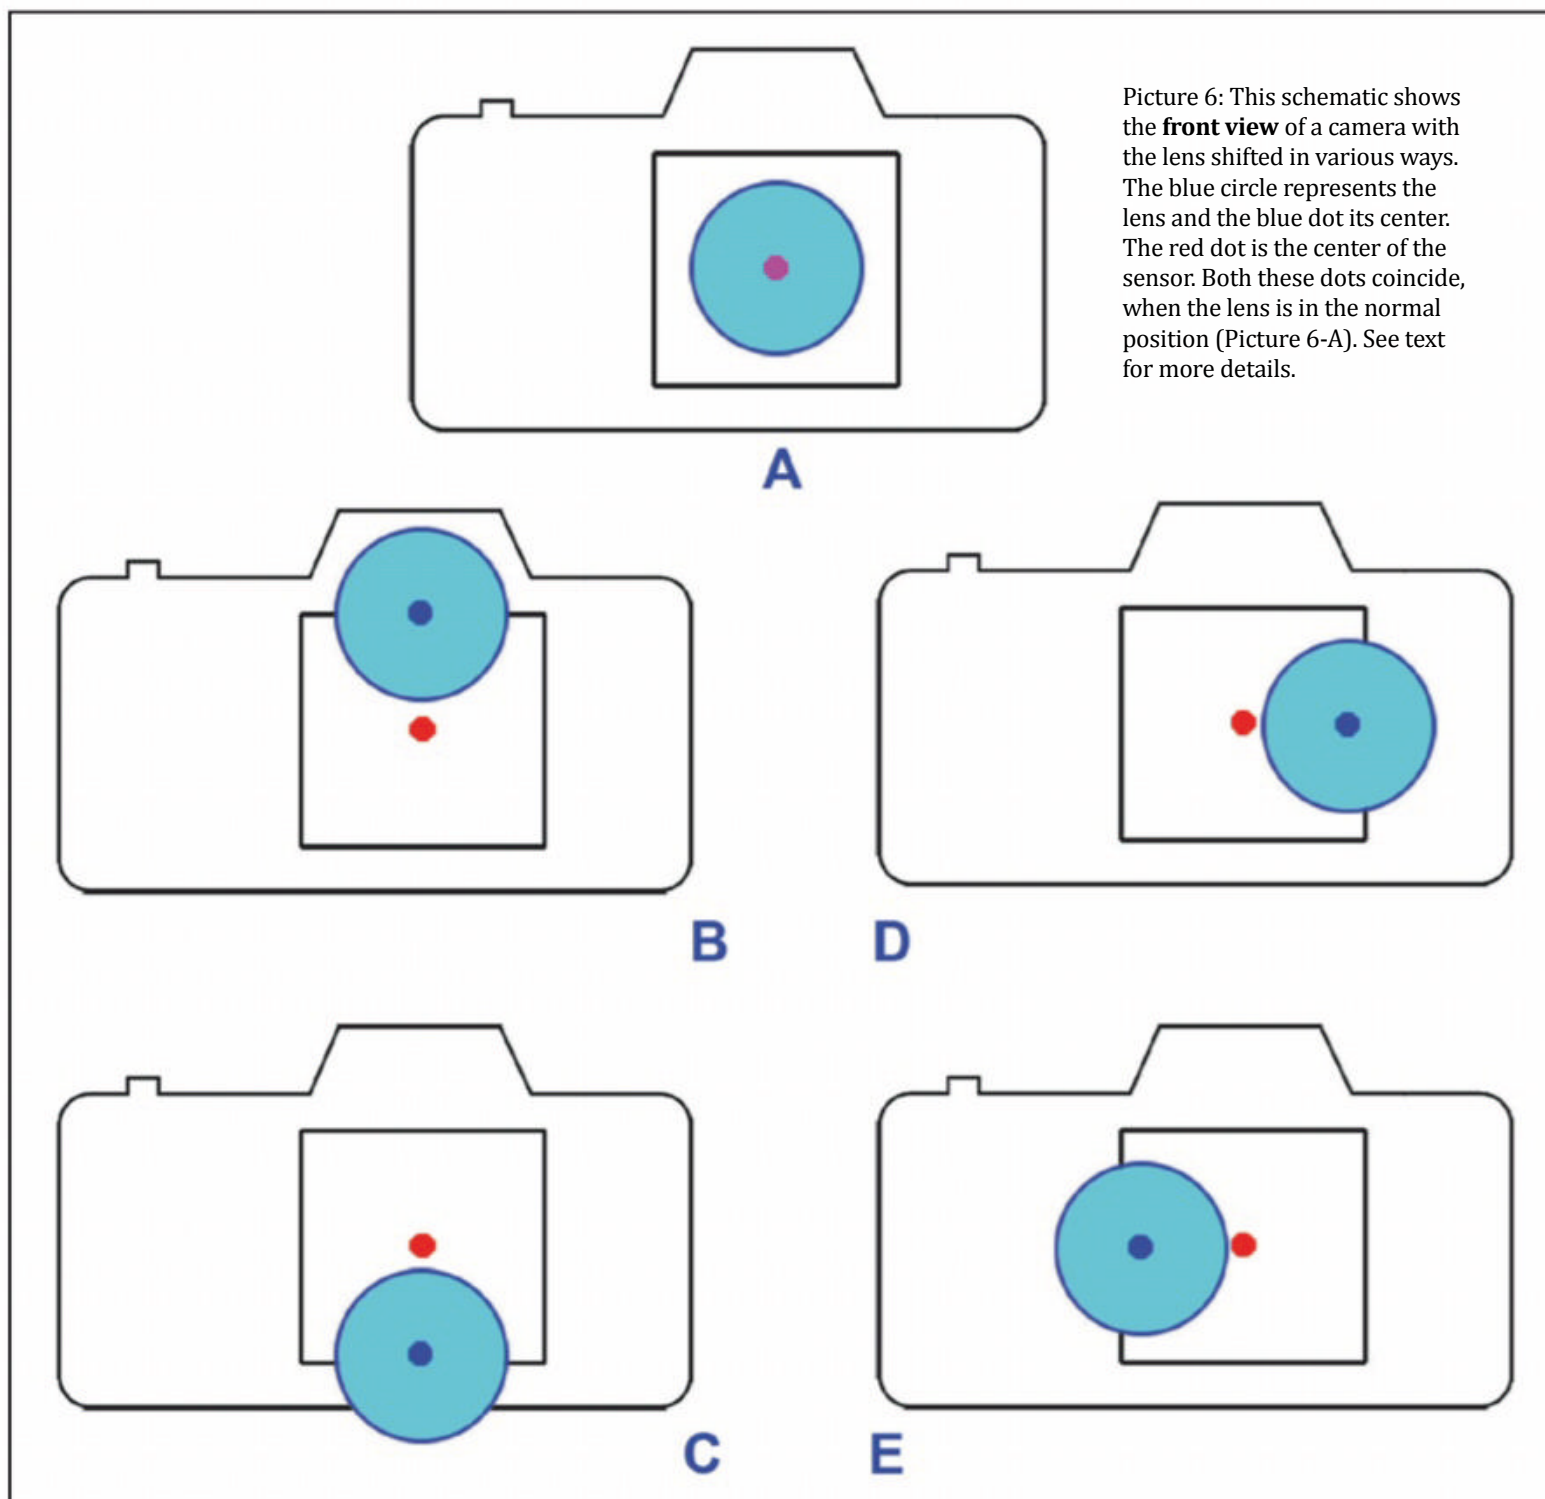 Picture 6: This schematic shows
the front view of a camera with
the lens shifted in various ways.
The blue circle represents the
lens and the blue dot its center.
The red dot is the center of the
sensor. Both these dots coincide,
when the lens is in the normal
position (Picture 6-A). See text
for more details.
A
B
D
C
E